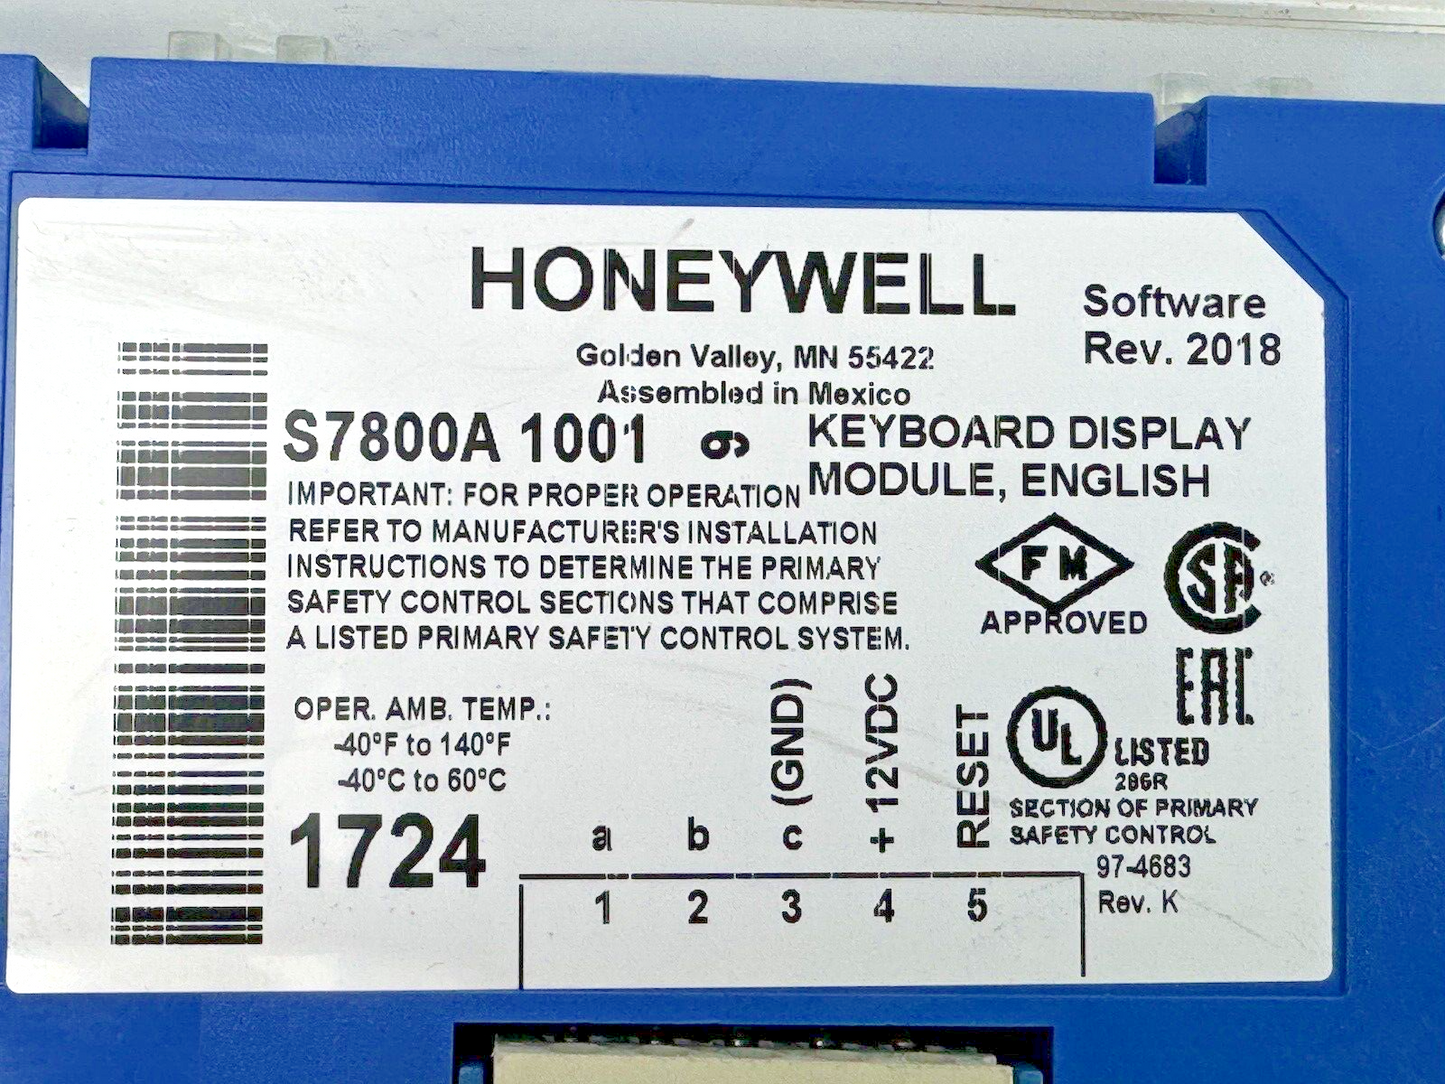 HONEYWELL
Software
Rev. 2018
Golden Valley, MN 55422
Assembled in Mexico
S7800A 1001 6
KEYBOARD DISPLAY
MODULE, ENGLISH
IMPORTANT: FOR PROPER OPERATION
REFER TO MANUFACTURER'S INSTALLATION
INSTRUCTIONS TO DETERMINE THE PRIMARY
SAFETY CONTROL SECTIONS THAT COMPRISE
A LISTED PRIMARY SAFETY CONTROL SYSTEM.
FM
APPROVED
SA®
EAC
OPER. AMB. TEMP.:
-40°F to 140°F
-40°C to 60°C
1724
(GND)
+ 12VDC
RESET
a b c
1 2 3 4 5
UL LISTED
286R
SECTION OF PRIMARY
SAFETY CONTROL
97-4683
Rev. K